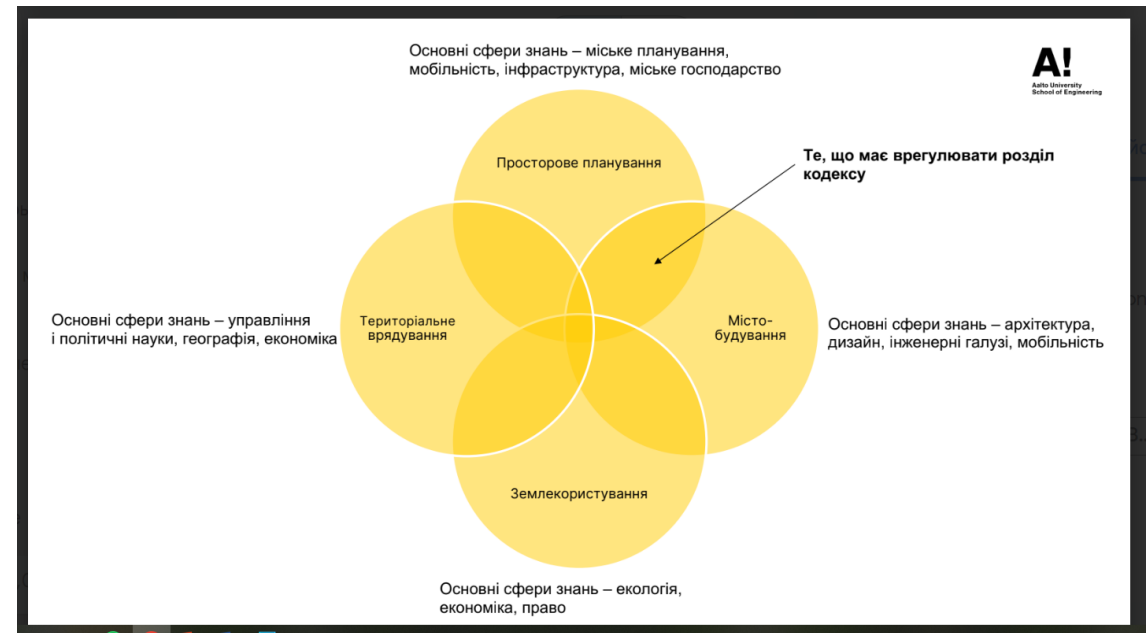 Основні сфери знань – міське планування,
мобільність, інфраструктура, міське господарство
A!
Aalto University
School of Engineering
Просторове планування
Те, що має врегулювати розділ
кодексу
Основні сфери знань – управління
і політичні науки, географія, економіка
Територіальне
врядування
Місто-
будування
Основні сфери знань – архітектура,
дизайн, інженерні галузі, мобільність
Землекористування
Основні сфери знань – екологія,
економіка, право